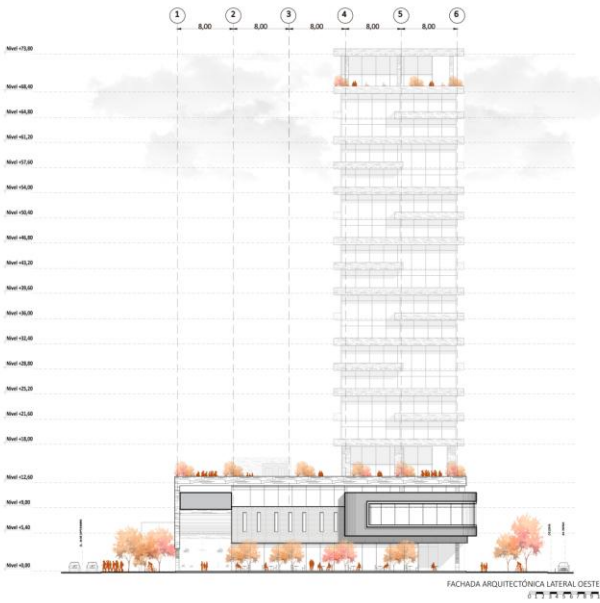 1 2 3 4 5 6
8,00 8,00 8,00 8,00 8,00
Nivel +73,80
Nivel +68,40
Nivel +64,80
Nivel +61,20
Nivel +57,60
Nivel +54,00
Nivel +50,40
Nivel +46,80
Nivel +43,20
Nivel +39,60
Nivel +36,00
Nivel +32,40
Nivel +28,80
Nivel +25,20
Nivel +21,60
Nivel +18,00
Nivel +12,60
Nivel +9,00
Nivel +5,40
Nivel +0,00
FACHADA ARQUITECTÓNICA LATERAL OESTE